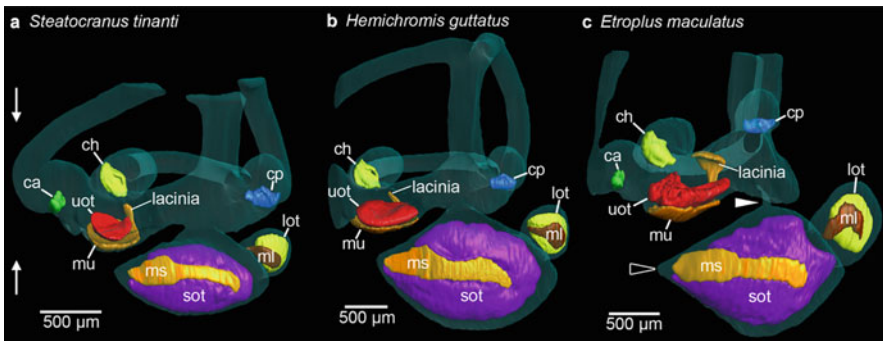 a Steatocranus tinanti
b Hemichromis guttatus
c Etroplus maculatus
ch
ca
cp
lacinia
uot
mu
lot
ml
ms
sot
500 µm
ch
cp
lacinia
uot
mu
lot
ml
ms
sot
500 µm
cp
ch
ca
lacinia
uot
mu
lot
ml
ms
sot
500 µm